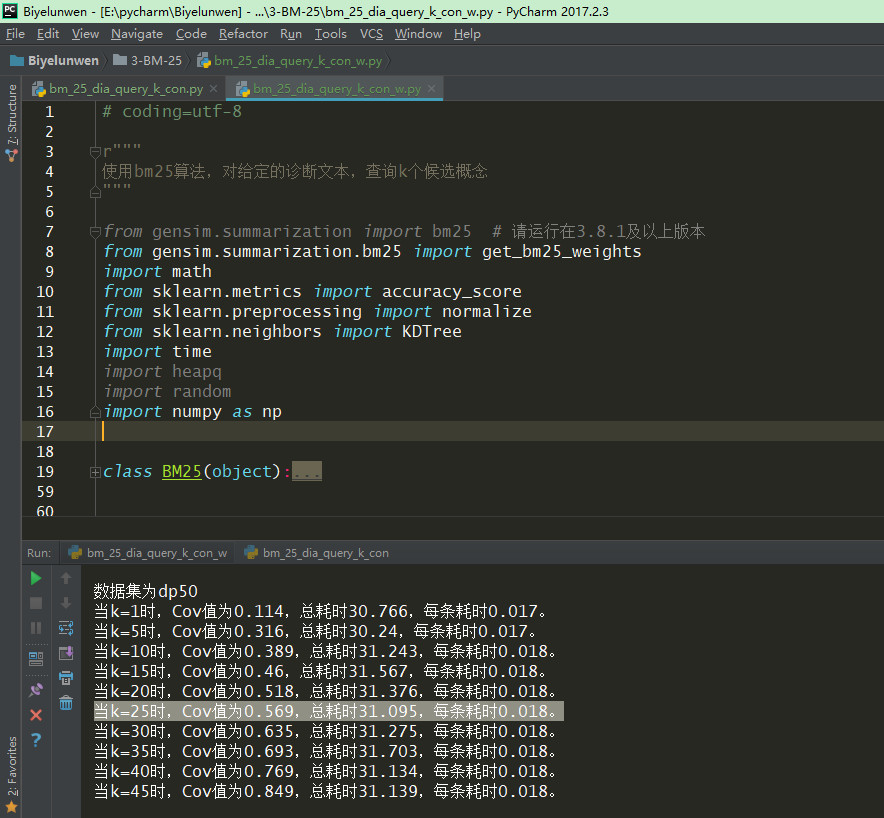 Biyelunwen - [E:\pycharm\Biyelunwen] - ...\3-BM-25\bm_25_dia_query_k_con_w.py - PyCharm 2017.2.3
File Edit View Navigate Code Refactor Run Tools VCS Window Help
Biyelunwen 3-BM-25 bm_25_dia_query_k_con_w.py
bm_25_dia_query_k_con.py × bm_25_dia_query_k_con_w.py ×
7: Structure
1 # coding=utf-8
2
3 r"""
4 使用bm25算法，对给定的诊断文本，查询k个候选概念
5 """
6
7 from gensim.summarization import bm25 # 请运行在3.8.1及以上版本
8 from gensim.summarization.bm25 import get_bm25_weights
9 import math
10 from sklearn.metrics import accuracy_score
11 from sklearn.preprocessing import normalize
12 from sklearn.neighbors import KDTree
13 import time
14 import heapq
15 import random
16 import numpy as np
17
18
19 class BM25(object):...
59
60
Run: bm_25_dia_query_k_con_w bm_25_dia_query_k_con
数据集为dp50
当k=1时，Cov值为0.114，总耗时30.766，每条耗时0.017。
当k=5时，Cov值为0.316，总耗时30.24，每条耗时0.017。
当k=10时，Cov值为0.389，总耗时31.243，每条耗时0.018。
当k=15时，Cov值为0.46，总耗时31.567，每条耗时0.018。
当k=20时，Cov值为0.518，总耗时31.376，每条耗时0.018。
当k=25时，Cov值为0.569，总耗时31.095，每条耗时0.018。
当k=30时，Cov值为0.635，总耗时31.275，每条耗时0.018。
当k=35时，Cov值为0.693，总耗时31.703，每条耗时0.018。
当k=40时，Cov值为0.769，总耗时31.134，每条耗时0.018。
当k=45时，Cov值为0.849，总耗时31.139，每条耗时0.018。
2: Favorites